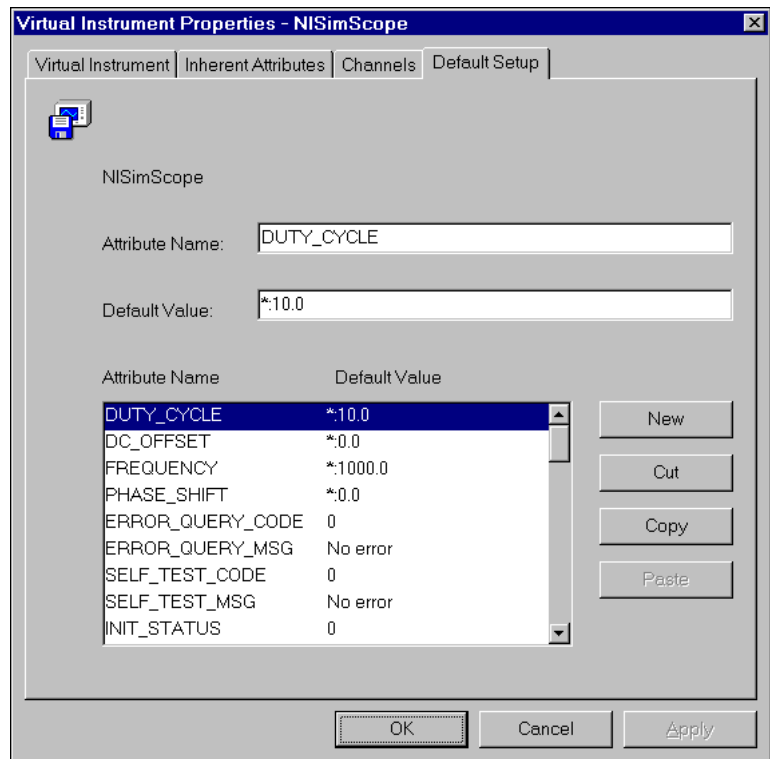 Virtual Instrument Properties - NISimScope
Virtual Instrument Inherent Attributes Channels Default Setup
NISimScope
Attribute Name: DUTY_CYCLE
Default Value: *:10.0
Attribute Name Default Value
DUTY_CYCLE *:10.0
DC_OFFSET *:0.0
FREQUENCY *:1000.0
PHASE_SHIFT *:0.0
ERROR_QUERY_CODE 0
ERROR_QUERY_MSG No error
SELF_TEST_CODE 0
SELF_TEST_MSG No error
INIT_STATUS 0
New
Cut
Copy
Paste
OK Cancel Apply